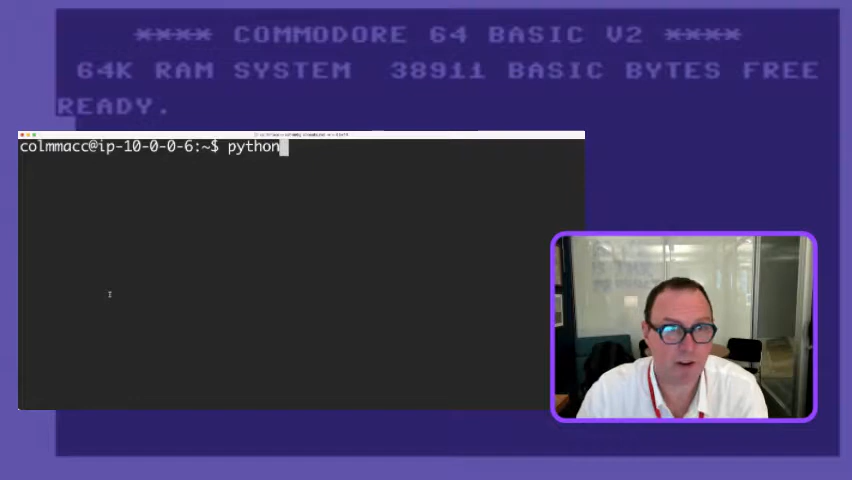 **** COMMODORE 64 BASIC V2 ****
64K RAM SYSTEM 38911 BASIC BYTES FREE
READY.
colmmacc@ip-10-0-0-6:~$ python